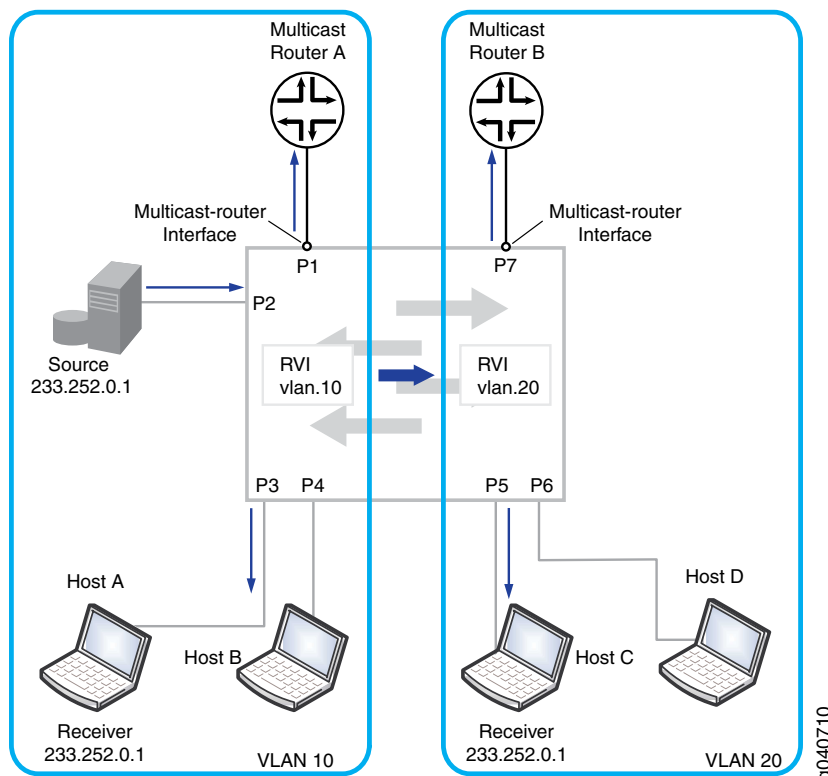 Multicast
Router A
Multicast
Router B
Multicast-router
Interface
Multicast-router
Interface
P1
P7
P2
Source
233.252.0.1
RVI
vlan.10
RVI
vlan.20
P3
P4
P5
P6
Host A
Host B
Host C
Host D
Receiver
233.252.0.1
VLAN 10
Receiver
233.252.0.1
VLAN 20